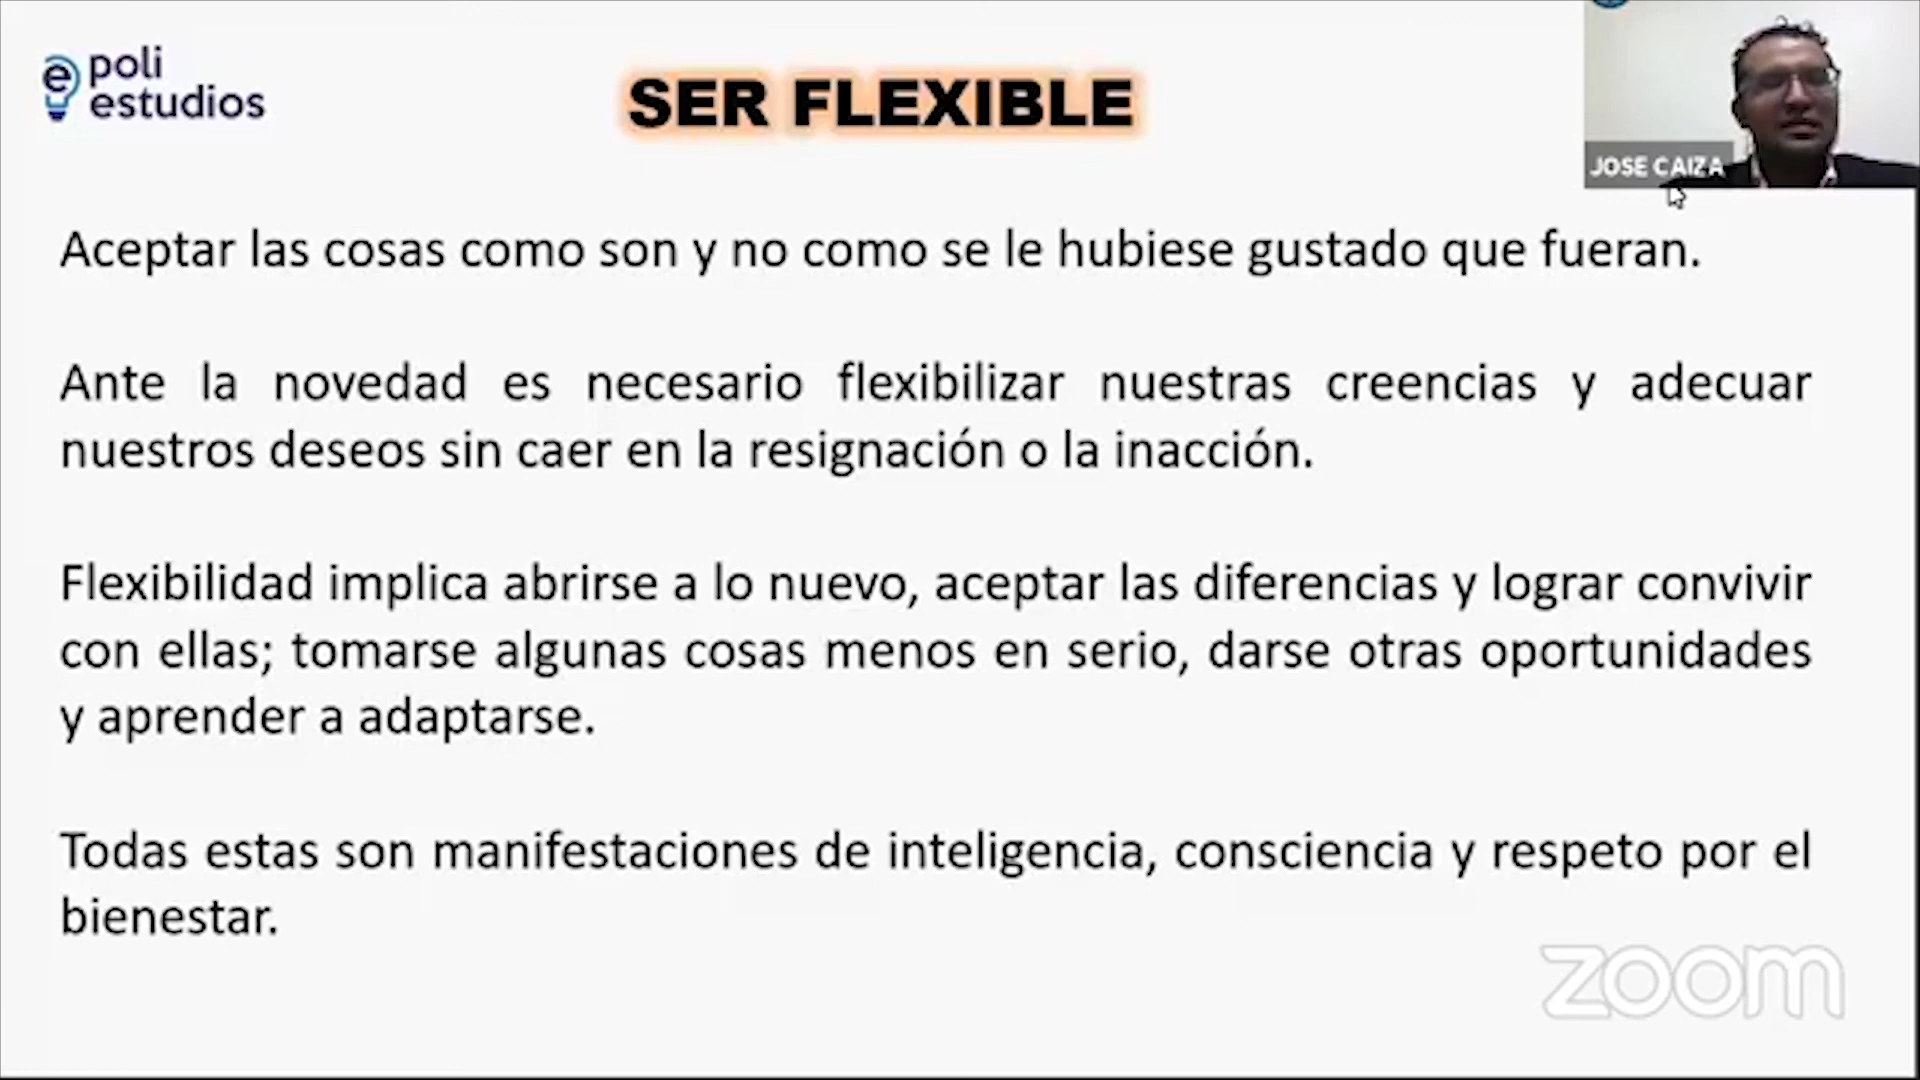 e poli
estudios
SER FLEXIBLE
JOSE CAIZA
Aceptar las cosas como son y no como se le hubiese gustado que fueran.
Ante la novedad es necesario flexibilizar nuestras creencias y adecuar
nuestros deseos sin caer en la resignación o la inacción.
Flexibilidad implica abrirse a lo nuevo, aceptar las diferencias y lograr convivir
con ellas; tomarse algunas cosas menos en serio, darse otras oportunidades
y aprender a adaptarse.
Todas estas son manifestaciones de inteligencia, consciencia y respeto por el
bienestar.
zoom